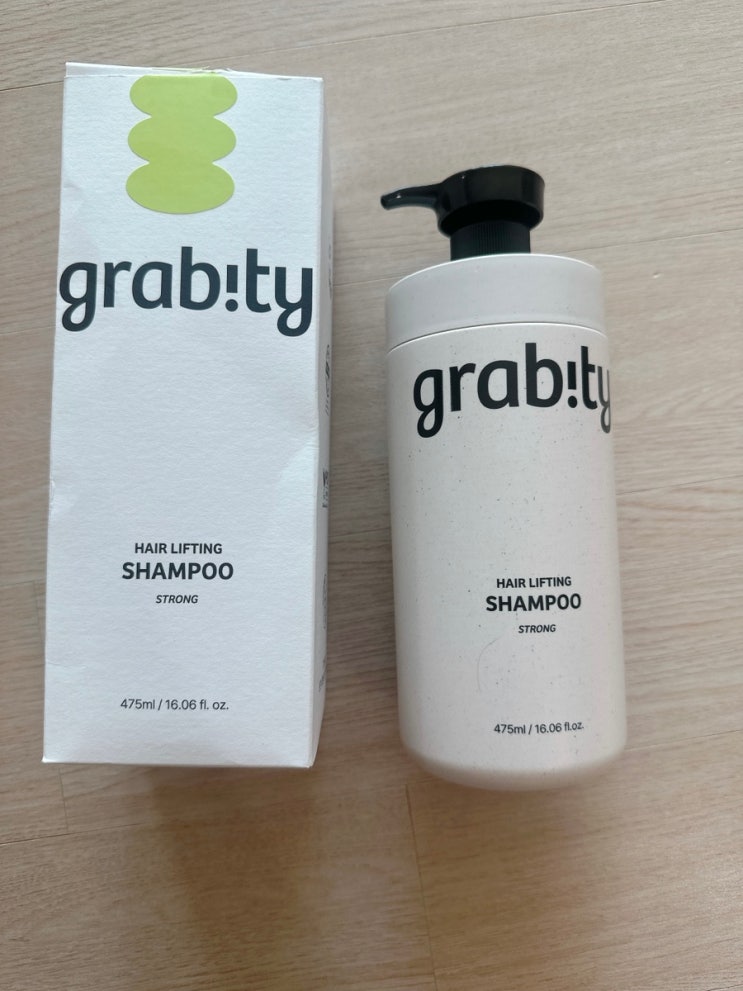 grab!ty
HAIR LIFTING
SHAMPOO
STRONG
475ml / 16.06 fl. oz.
grab!ty
HAIR LIFTING
SHAMPOO
STRONG
475ml / 16.06 fl.oz.